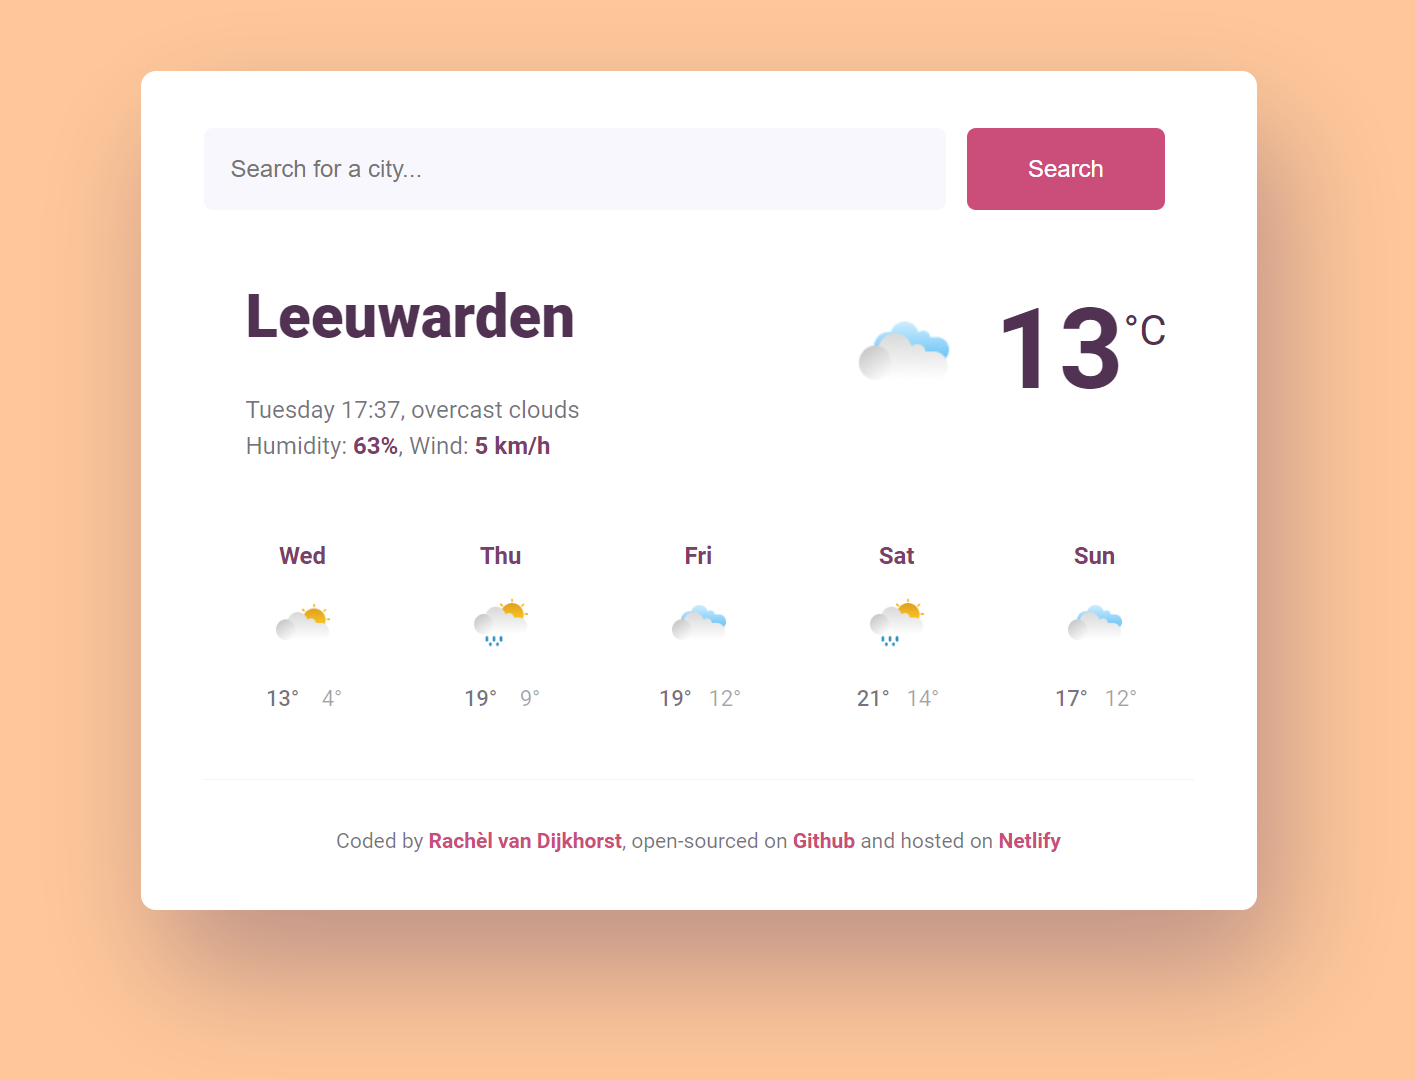 Search for a city...
Search
Leeuwarden
13°C
Tuesday 17:37, overcast clouds
Humidity: 63%, Wind: 5 km/h
Wed Thu Fri Sat Sun
13° 4° 19° 9° 19° 12° 21° 14° 17° 12°
Coded by Rachèl van Dijkhorst, open-sourced on Github and hosted on Netlify